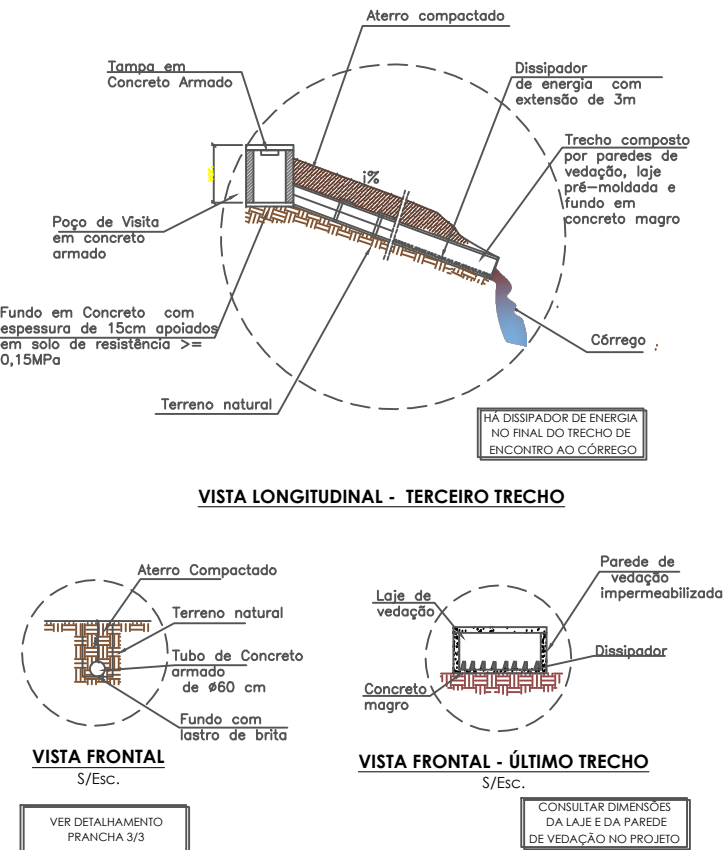 Aterro compactado
Tampa em
Concreto Armado
Dissipador
de energia com
extensão de 3m
Trecho composto
por paredes de
vedação, laje
pré-moldada e
fundo em
concreto magro
i%
Poço de Visita
em concreto
armado
Fundo em Concreto com
espessura de 15cm apoiados
em solo de resistência >=
0,15MPa
Córrego
Terreno natural
HÁ DISSIPADOR DE ENERGIA
NO FINAL DO TRECHO DE
ENCONTRO AO CÓRREGO
VISTA LONGITUDINAL - TERCEIRO TRECHO
Aterro Compactado
Terreno natural
Tubo de Concreto
armado
de ø60 cm
Fundo com
lastro de brita
VISTA FRONTAL
S/Esc.
VER DETALHAMENTO
PRANCHA 3/3
Parede de
vedação
impermeabilizada
Laje de
vedação
Dissipador
Concreto
magro
VISTA FRONTAL - ÚLTIMO TRECHO
S/Esc.
CONSULTAR DIMENSÕES
DA LAJE E DA PAREDE
DE VEDAÇÃO NO PROJETO